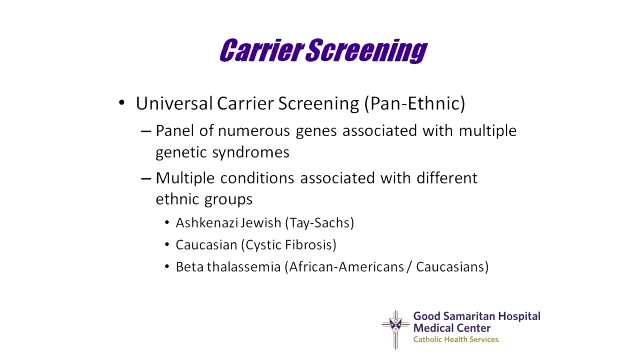 Carrier Screening
• Universal Carrier Screening (Pan-Ethnic)
– Panel of numerous genes associated with multiple
genetic syndromes
– Multiple conditions associated with different
ethnic groups
• Ashkenazi Jewish (Tay-Sachs)
• Caucasian (Cystic Fibrosis)
• Beta thalassemia (African-Americans / Caucasians)
Good Samaritan Hospital
Medical Center
Catholic Health Services